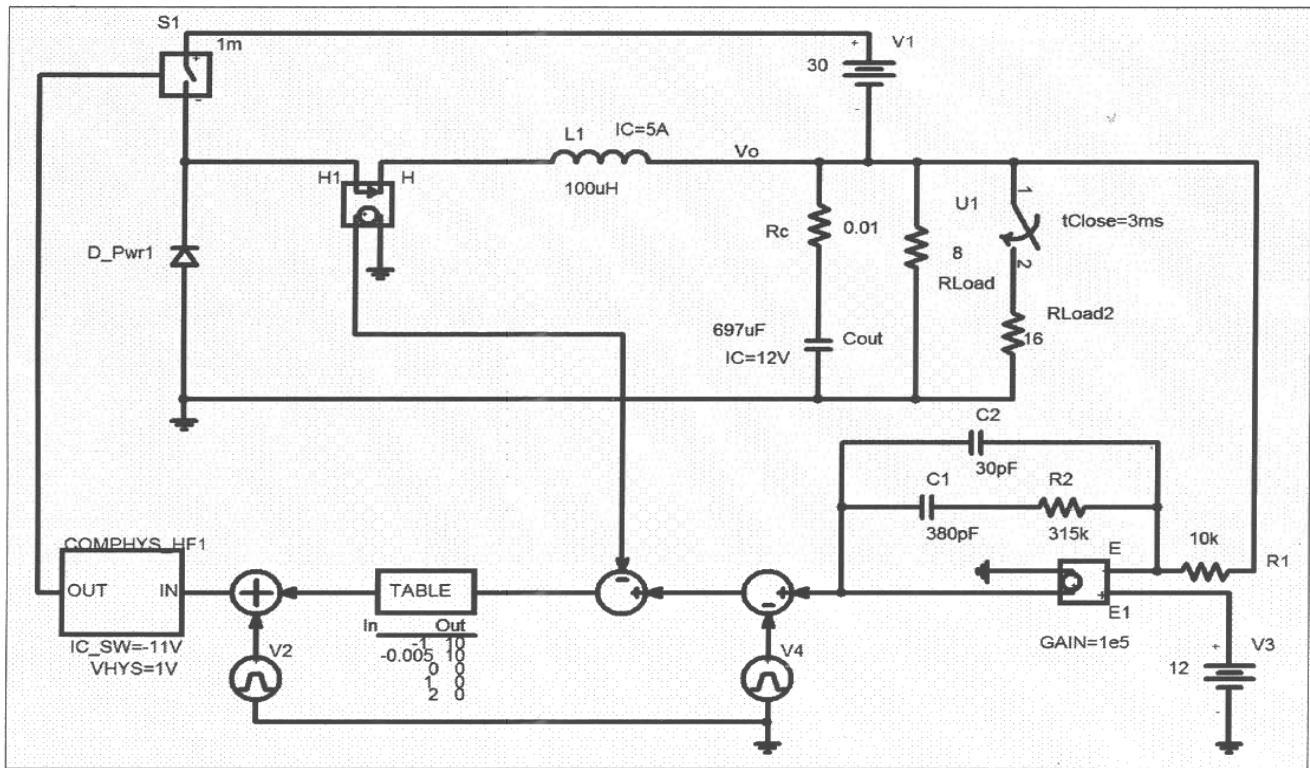 S1
1m
V1
30
L1
IC=5A
Vo
H1
H
100uH
U1
1
tClose=3ms
Rc
0.01
D_Pwr1
8
2
RLoad
RLoad2
697uF
16
Cout
IC=12V
C2
30pF
C1
R2
COMPHYS_HF1
380pF
315k
10k
E
R1
OUT
IN
TABLE
E1
In Out
-1 10
-0.005 10
0 0
1 0
2 0
IC_SW=-11V
V2
V4
GAIN=1e5
VHYS=1V
V3
12